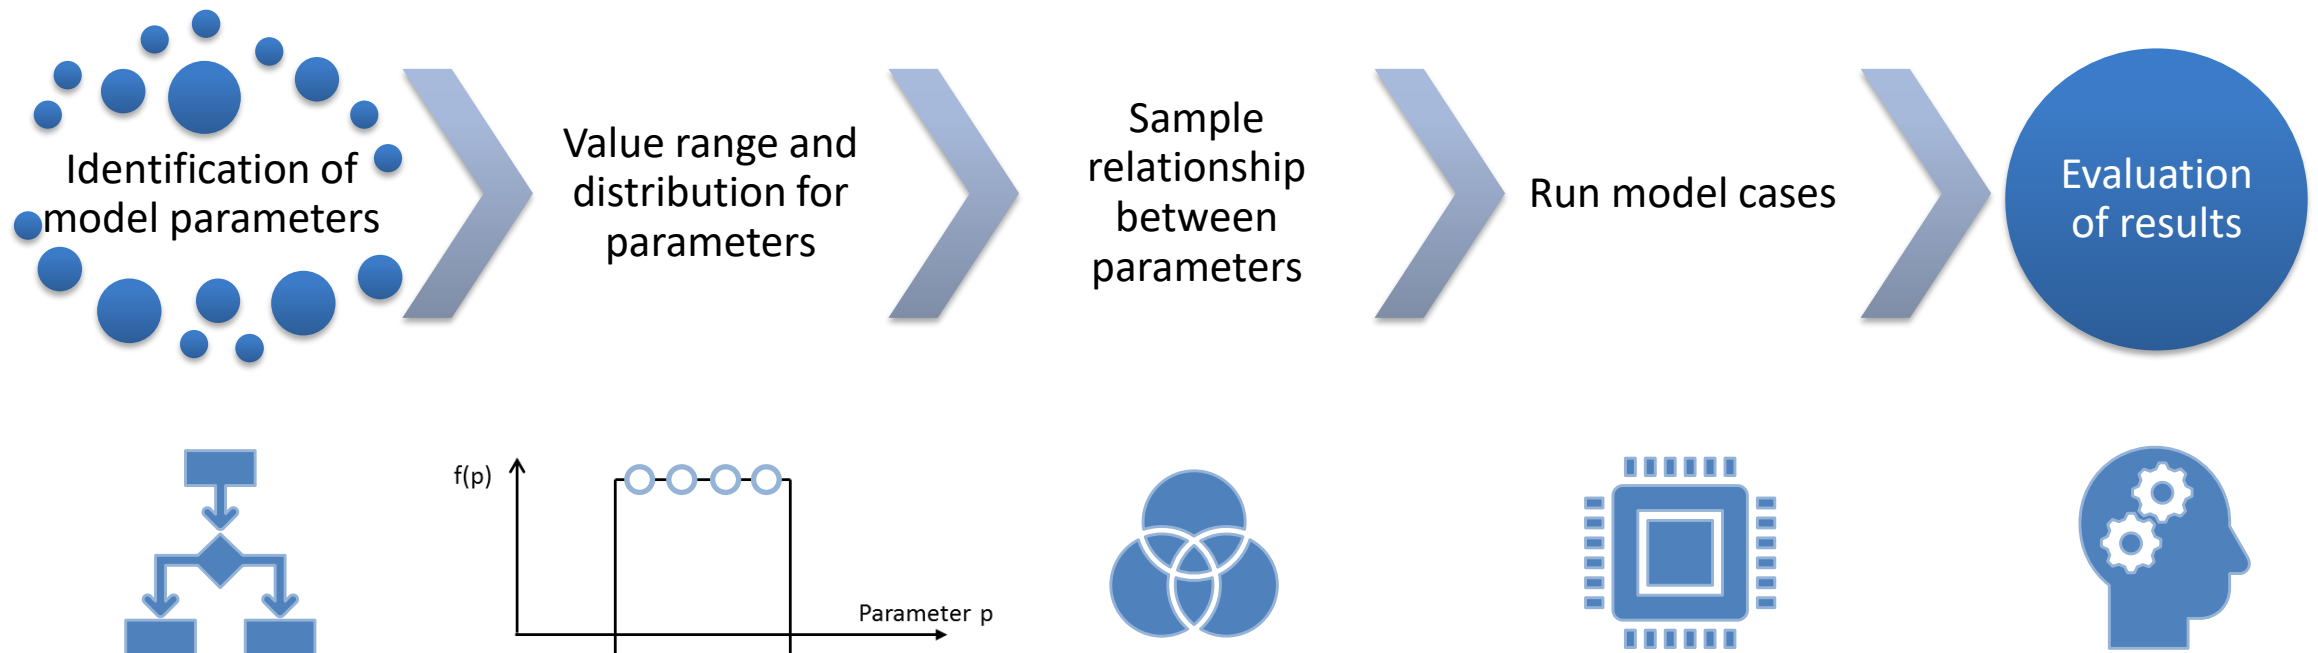 Identification of
model parameters
Value range and
distribution for
parameters
Sample
relationship
between
parameters
Run model cases
Evaluation
of results
f(p)
Parameter p